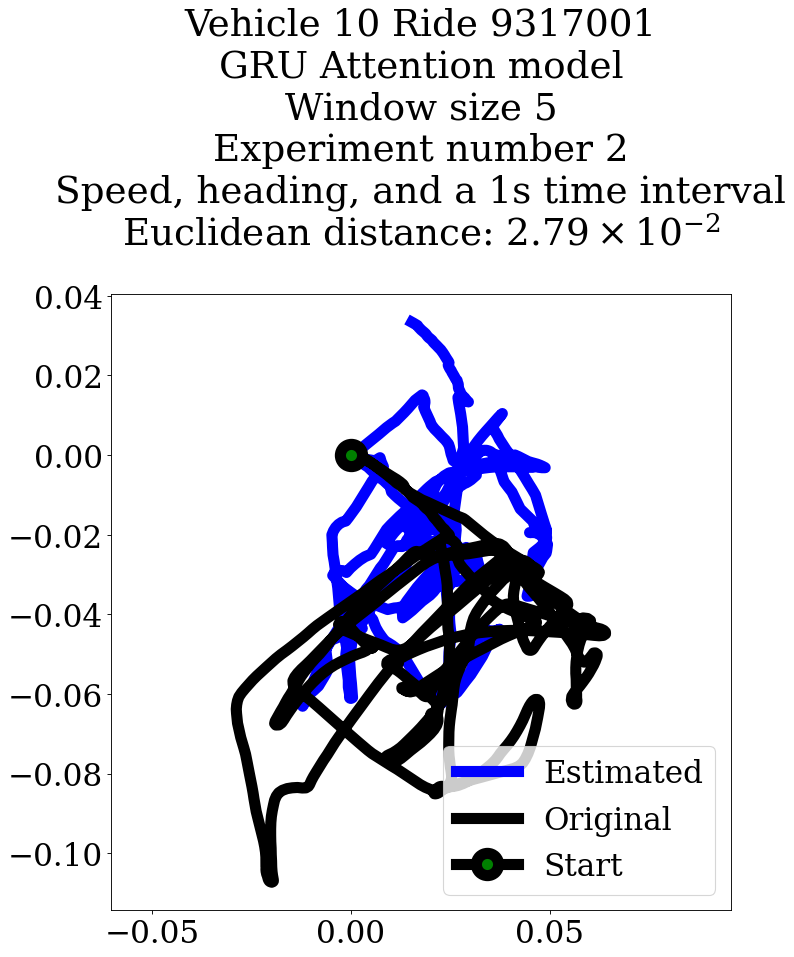 Vehicle 10 Ride 9317001
GRU Attention model
Window size 5
Experiment number 2
Speed, heading, and a 1s time interval
Euclidean distance: 2.79 × 10⁻²
0.04
0.02
0.00
−0.02
−0.04
−0.06
−0.08
−0.10
−0.05 0.00 0.05
Estimated
Original
Start